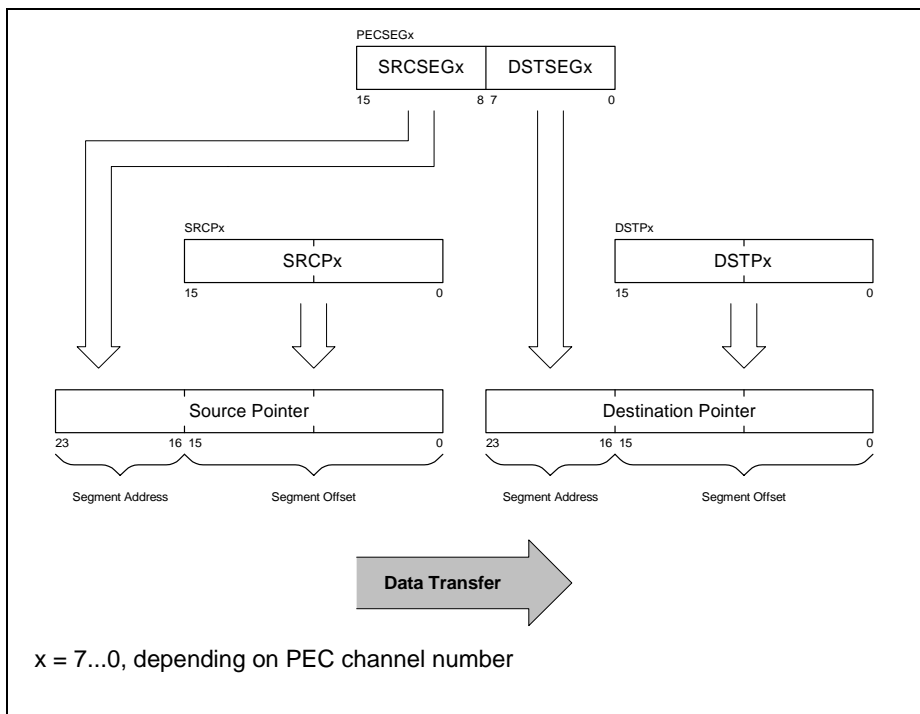 PECSEGx
SRCSEGx DSTSEGx
15 8 7 0
SRCPx DSTPx
SRCPx DSTPx
15 0 15 0
Source Pointer Destination Pointer
23 16 15 0 23 16 15 0
Segment Address Segment Offset Segment Address Segment Offset
Data Transfer
x = 7...0, depending on PEC channel number